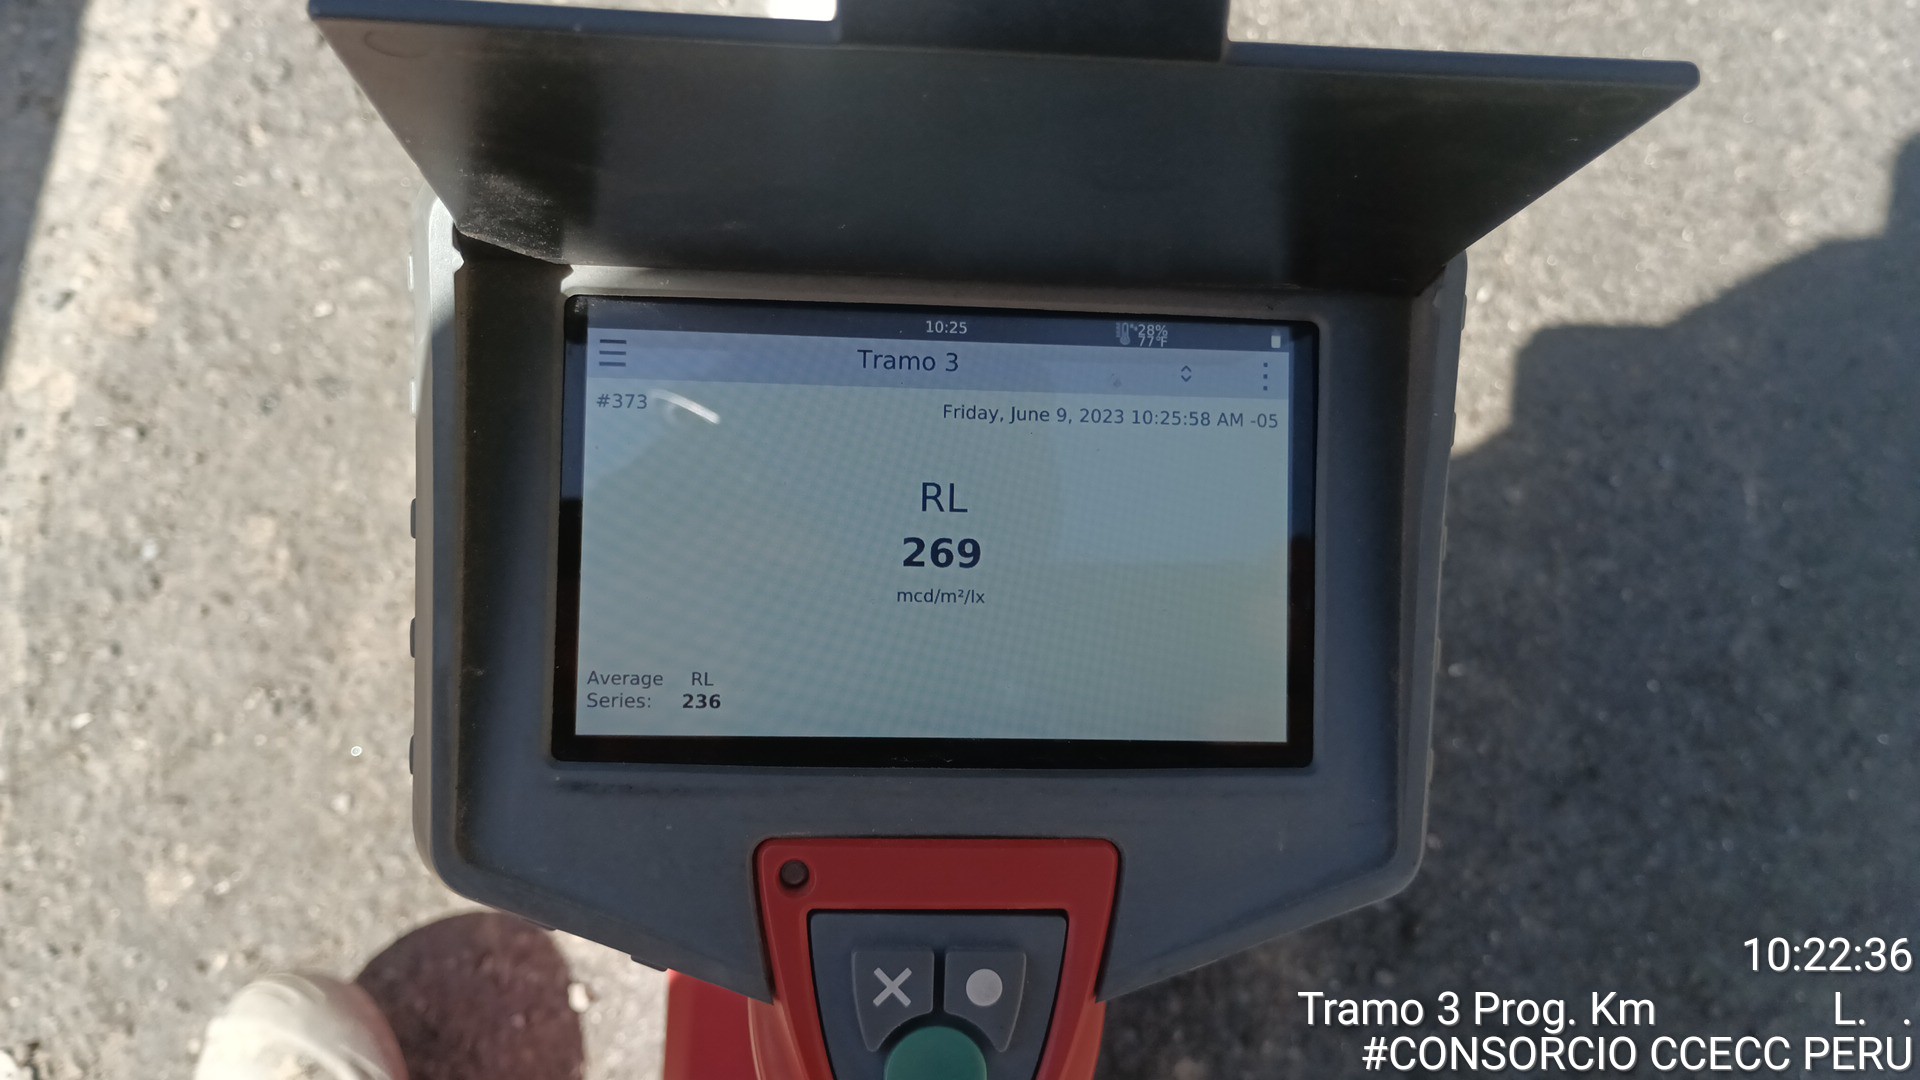 10:25
28%
77°F
Tramo 3
#373
Friday, June 9, 2023 10:25:58 AM -05
RL
269
mcd/m²/lx
Average RL
Series: 236
10:22:36
Tramo 3 Prog. Km L. .
#CONSORCIO CCECC PERU